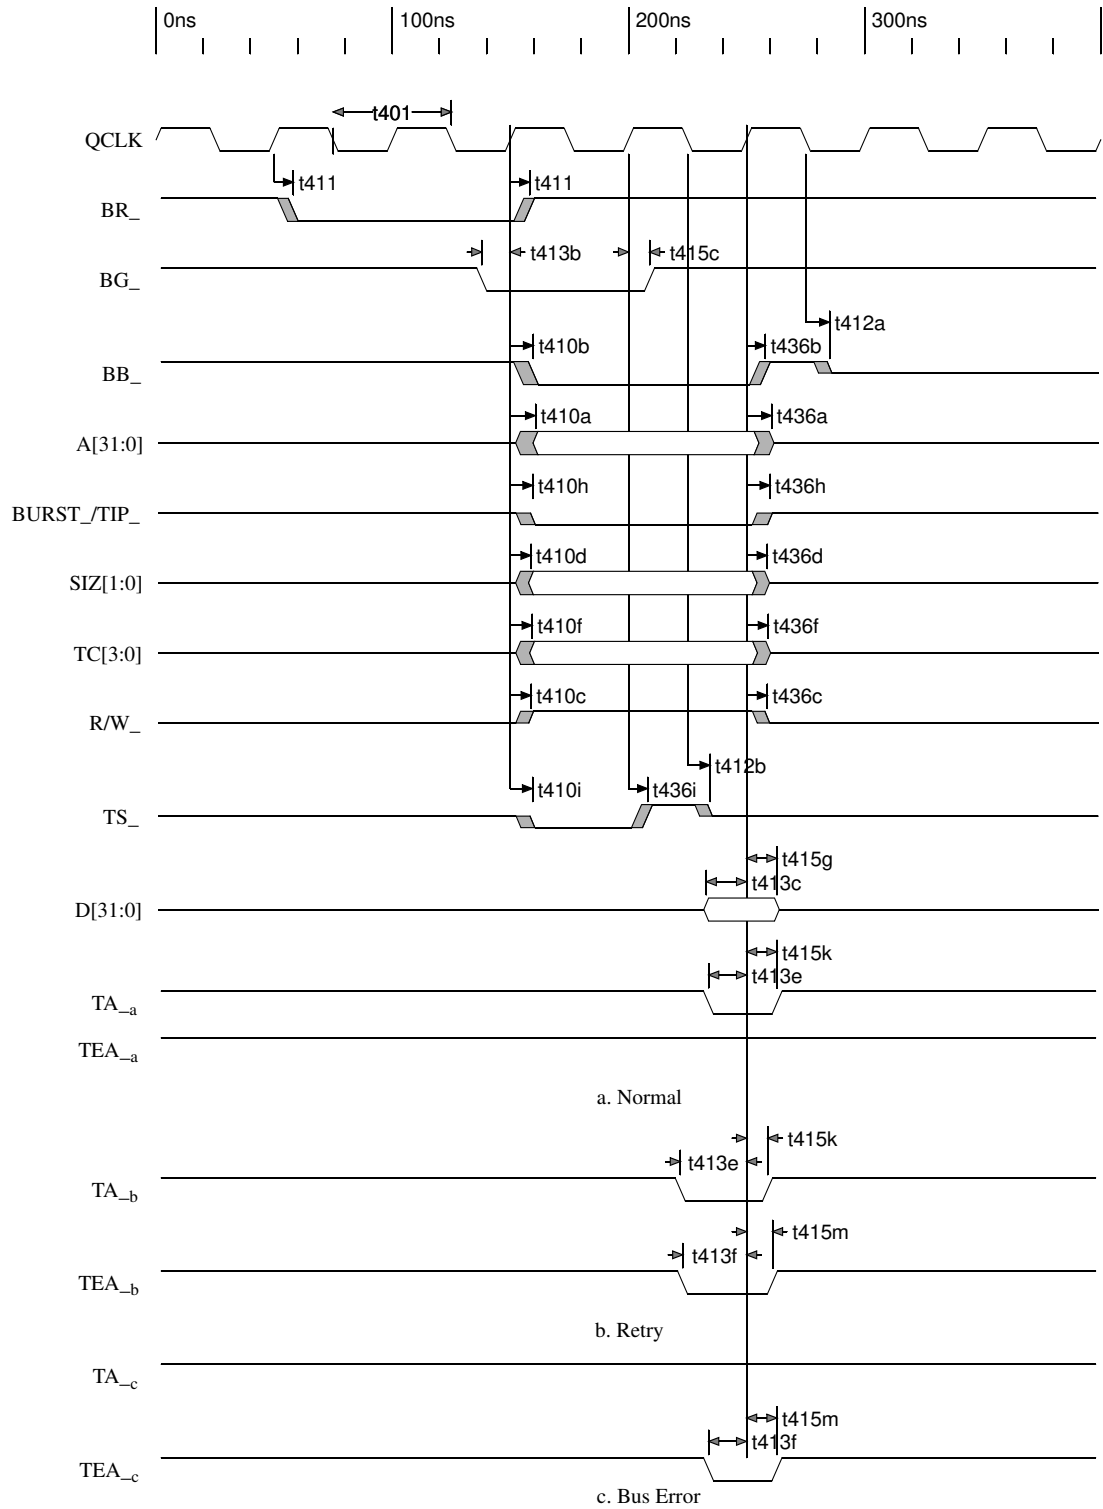 0ns 100ns 200ns 300ns
t401
QCLK
t411 t411
BR_
t413b t415c
BG_
t412a
t410b t436b
BB_
t410a t436a
A[31:0]
t410h t436h
BURST_/TIP_
t410d t436d
SIZ[1:0]
t410f t436f
TC[3:0]
t410c t436c
R/W_
t412b
t410i t436i
TS_
t415g
t413c
D[31:0]
t415k
t413e
TA_a
TEA_a
a. Normal
t415k
t413e
TA_b
t415m
t413f
TEA_b
b. Retry
TA_c
t415m
t413f
TEA_c
c. Bus Error